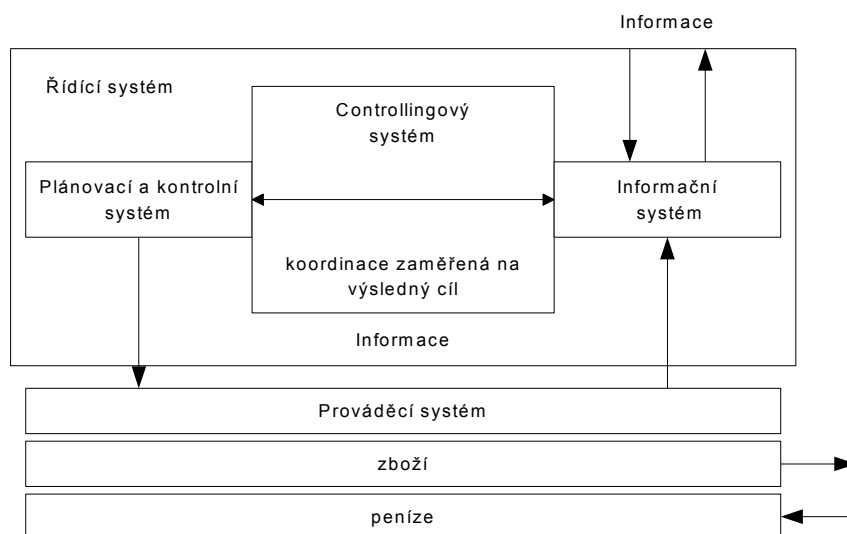 Informace
Řídící systém
Controllingový
systém
Plánovací a kontrolní
systém
Informační
systém
koordinace zaměřená na
výsledný cíl
Informace
Prováděcí systém
zboží
peníze